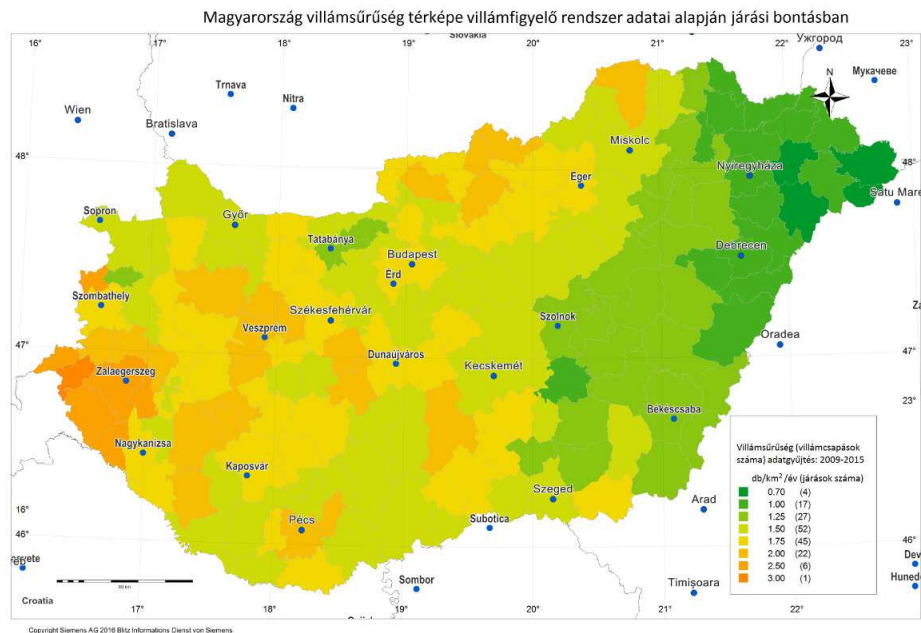 Magyarország villámsűrűség térképe villámfigyelő rendszer adatai alapján járási bontásban
Slovakia
Ужгород
16° 17° 18° 19° 20° 21° 22° 23°
Мукачеве
Trnava
Nitra
N
Wien
Bratislava
Miskolc
48° 48°
Nyíregyháza
Eger
Satu Mare
Sopron
Győr
Tatabánya
Debrecen
Budapest
Érd
Szombathely
Székesfehérvár
Szolnok
Veszprém
Oradea
47° 47°
Dunaújváros
Kecskemét
Zalaegerszeg
23°
Békéscsaba
Nagykanizsa
Kaposvár
Villámsűrűség (villámcsapások
száma) adatgyűjtés: 2009-2015
db/km² /év (járások száma)
0.70 (4)
1.00 (17)
1.25 (27)
1.50 (52)
1.75 (45)
2.00 (22)
2.50 (6)
3.00 (1)
Szeged
Arad
16°
Pécs
Subotica
46° 46°
Dev
Sombor
Timişoara
Hunedo
Croatia
17° 18° 19° 20° 21° 22°
Copyright Siemens AG 2016 Blitz Informations Dienst von Siemens